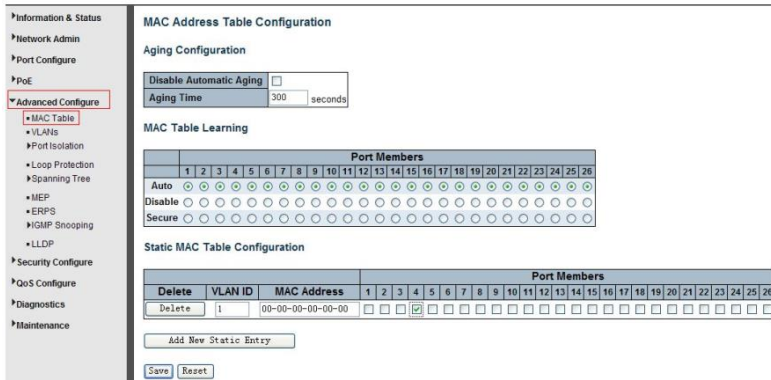 Information & Status
Network Admin
Port Configure
PoE
Advanced Configure
MAC Table
VLANs
Port Isolation
Loop Protection
Spanning Tree
MEP
ERPS
IGMP Snooping
LLDP
Security Configure
QoS Configure
Diagnostics
Maintenance
MAC Address Table Configuration
Aging Configuration
Disable Automatic Aging
Aging Time 300 seconds
MAC Table Learning
Port Members
1 2 3 4 5 6 7 8 9 10 11 12 13 14 15 16 17 18 19 20 21 22 23 24 25 26
Auto
Disable
Secure
Static MAC Table Configuration
Port Members
Delete VLAN ID MAC Address 1 2 3 4 5 6 7 8 9 10 11 12 13 14 15 16 17 18 19 20 21 22 23 24 25 26
Delete 1 00-00-00-00-00-00
Add New Static Entry
Save Reset